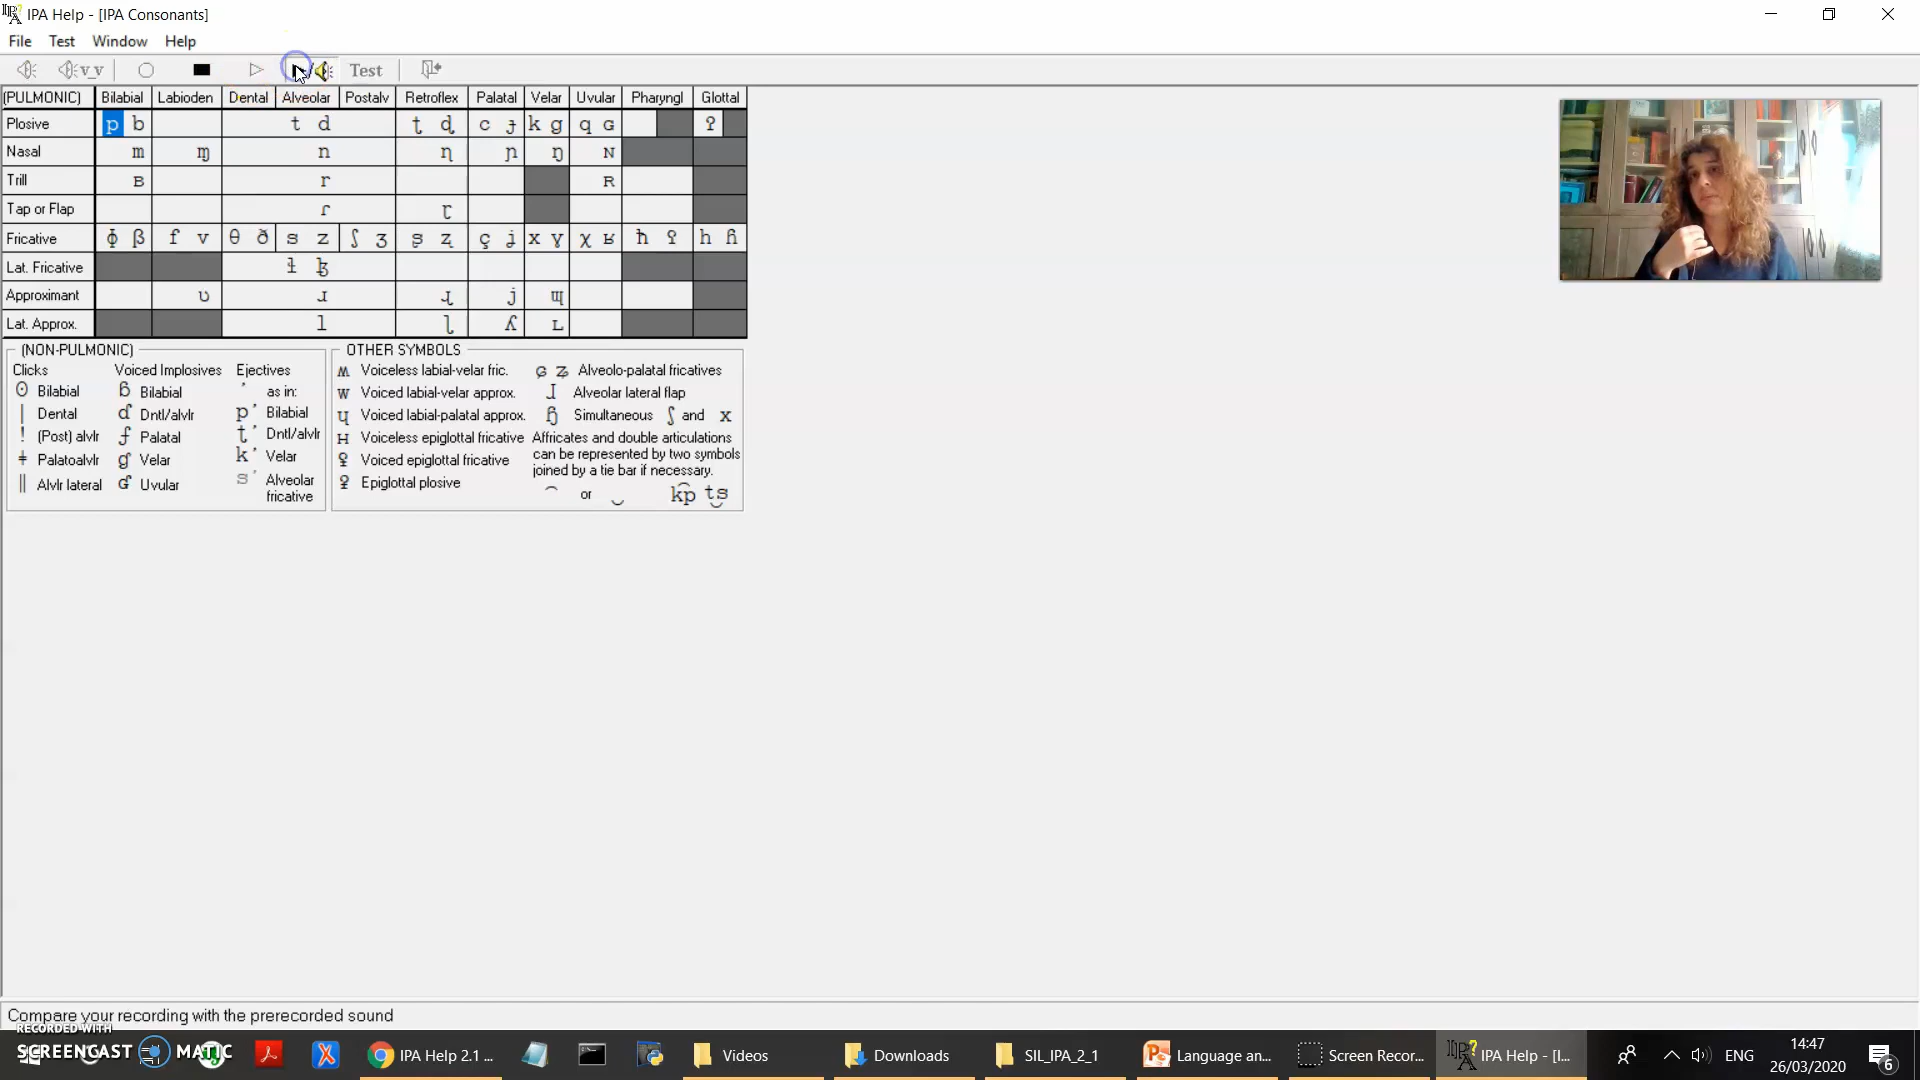 IPA Help - [IPA Consonants]
File Test Window Help
v_v Test
(PULMONIC) Bilabial Labioden Dental Alveolar Postalv Retroflex Palatal Velar Uvular Pharyngl Glottal
Plosive p b t d ʈ ɖ c ɟ k g q ɢ ʔ
Nasal m ɱ n ɳ ɲ ŋ ɴ
Trill ʙ r ʀ
Tap or Flap ɾ ɽ
Fricative ɸ β f v θ ð s z ʃ ʒ ʂ ʐ ç ʝ x ɣ χ ʁ ħ ʕ h ɦ
Lat. Fricative ɬ ɮ
Approximant ʋ ɹ ɻ j ɰ
Lat. Approx. l ɭ ʎ ʟ
(NON-PULMONIC)
Clicks Voiced Implosives Ejectives
ʘ Bilabial ɓ Bilabial ʼ as in:
ǀ Dental ɗ Dntl/alvlr pʼ Bilabial
ǃ (Post) alvlr ʄ Palatal tʼ Dntl/alvlr
ǂ Palatoalvlr ɠ Velar kʼ Velar
ǁ Alvlr lateral ʛ Uvular sʼ Alveolar
fricative
OTHER SYMBOLS
ʍ Voiceless labial-velar fric. ɕ ʑ Alveolo-palatal fricatives
w Voiced labial-velar approx. ɺ Alveolar lateral flap
ɥ Voiced labial-palatal approx. ɧ Simultaneous ʃ and x
ʜ Voiceless epiglottal fricative Affricates and double articulations
ʢ Voiced epiglottal fricative can be represented by two symbols
ʡ Epiglottal plosive joined by a tie bar if necessary.
͡ or ͜ k͡p t͜s
Compare your recording with the prerecorded sound
RECORDED WITH
SCREENCAST MATIC
IPA Help 2.1 ...
Videos
Downloads
SIL_IPA_2_1
Language an...
Screen Recor...
IPA Help - [I...
ENG
14:47
26/03/2020
6